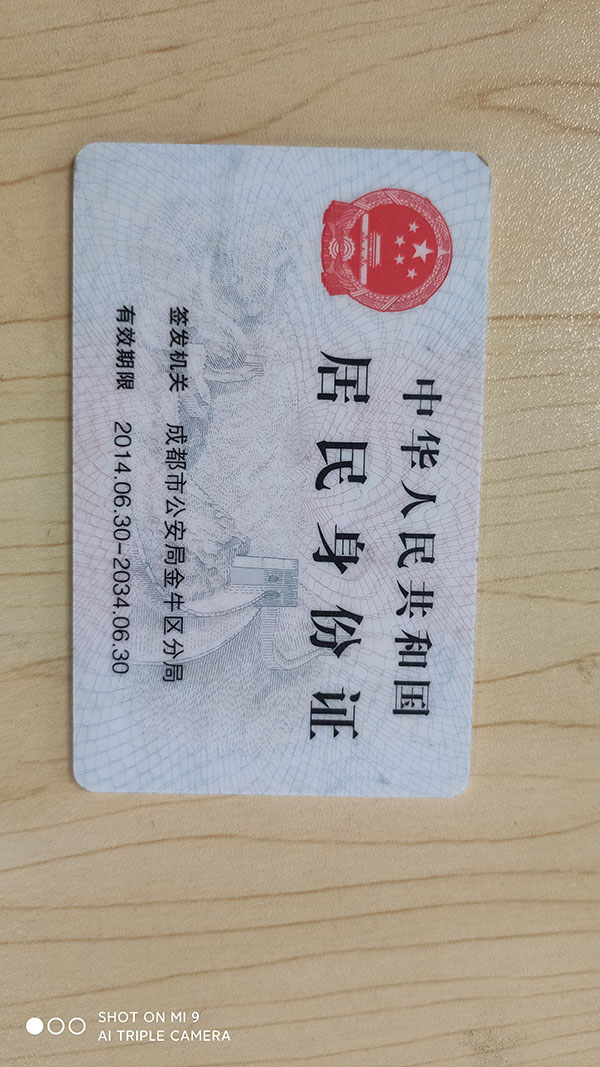 中华人民共和国
居民身份证
签发机关 成都市公安局金牛区分局
有效期限 2014.06.30-2034.06.30
SHOT ON MI 9
AI TRIPLE CAMERA